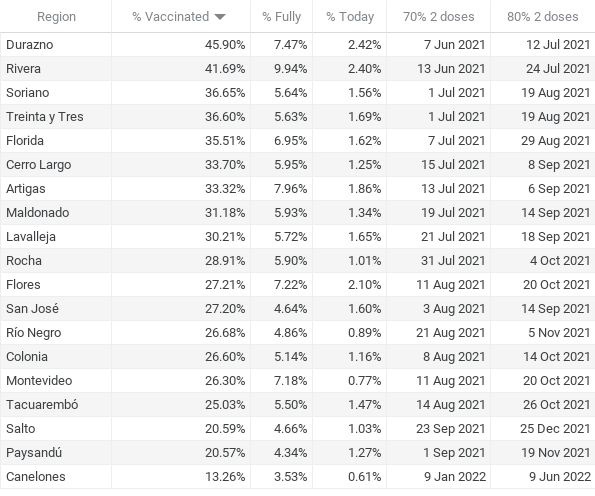 Region % Vaccinated % Fully % Today 70% 2 doses 80% 2 doses
Durazno 45.90% 7.47% 2.42% 7 Jun 2021 12 Jul 2021
Rivera 41.69% 9.94% 2.40% 13 Jun 2021 24 Jul 2021
Soriano 36.65% 5.64% 1.56% 1 Jul 2021 19 Aug 2021
Treinta y Tres 36.60% 5.63% 1.69% 1 Jul 2021 19 Aug 2021
Florida 35.51% 6.95% 1.62% 7 Jul 2021 29 Aug 2021
Cerro Largo 33.70% 5.95% 1.25% 15 Jul 2021 8 Sep 2021
Artigas 33.32% 7.96% 1.86% 13 Jul 2021 6 Sep 2021
Maldonado 31.18% 5.93% 1.34% 19 Jul 2021 14 Sep 2021
Lavalleja 30.21% 5.72% 1.65% 21 Jul 2021 18 Sep 2021
Rocha 28.91% 5.90% 1.01% 31 Jul 2021 4 Oct 2021
Flores 27.21% 7.22% 2.10% 11 Aug 2021 20 Oct 2021
San José 27.20% 4.64% 1.60% 3 Aug 2021 14 Sep 2021
Río Negro 26.68% 4.86% 0.89% 21 Aug 2021 5 Nov 2021
Colonia 26.60% 5.14% 1.16% 8 Aug 2021 14 Oct 2021
Montevideo 26.30% 7.18% 0.77% 11 Aug 2021 20 Oct 2021
Tacuarembó 25.03% 5.50% 1.47% 14 Aug 2021 26 Oct 2021
Salto 20.59% 4.66% 1.03% 23 Sep 2021 25 Dec 2021
Paysandú 20.57% 4.34% 1.27% 1 Sep 2021 19 Nov 2021
Canelones 13.26% 3.53% 0.61% 9 Jan 2022 9 Jun 2022